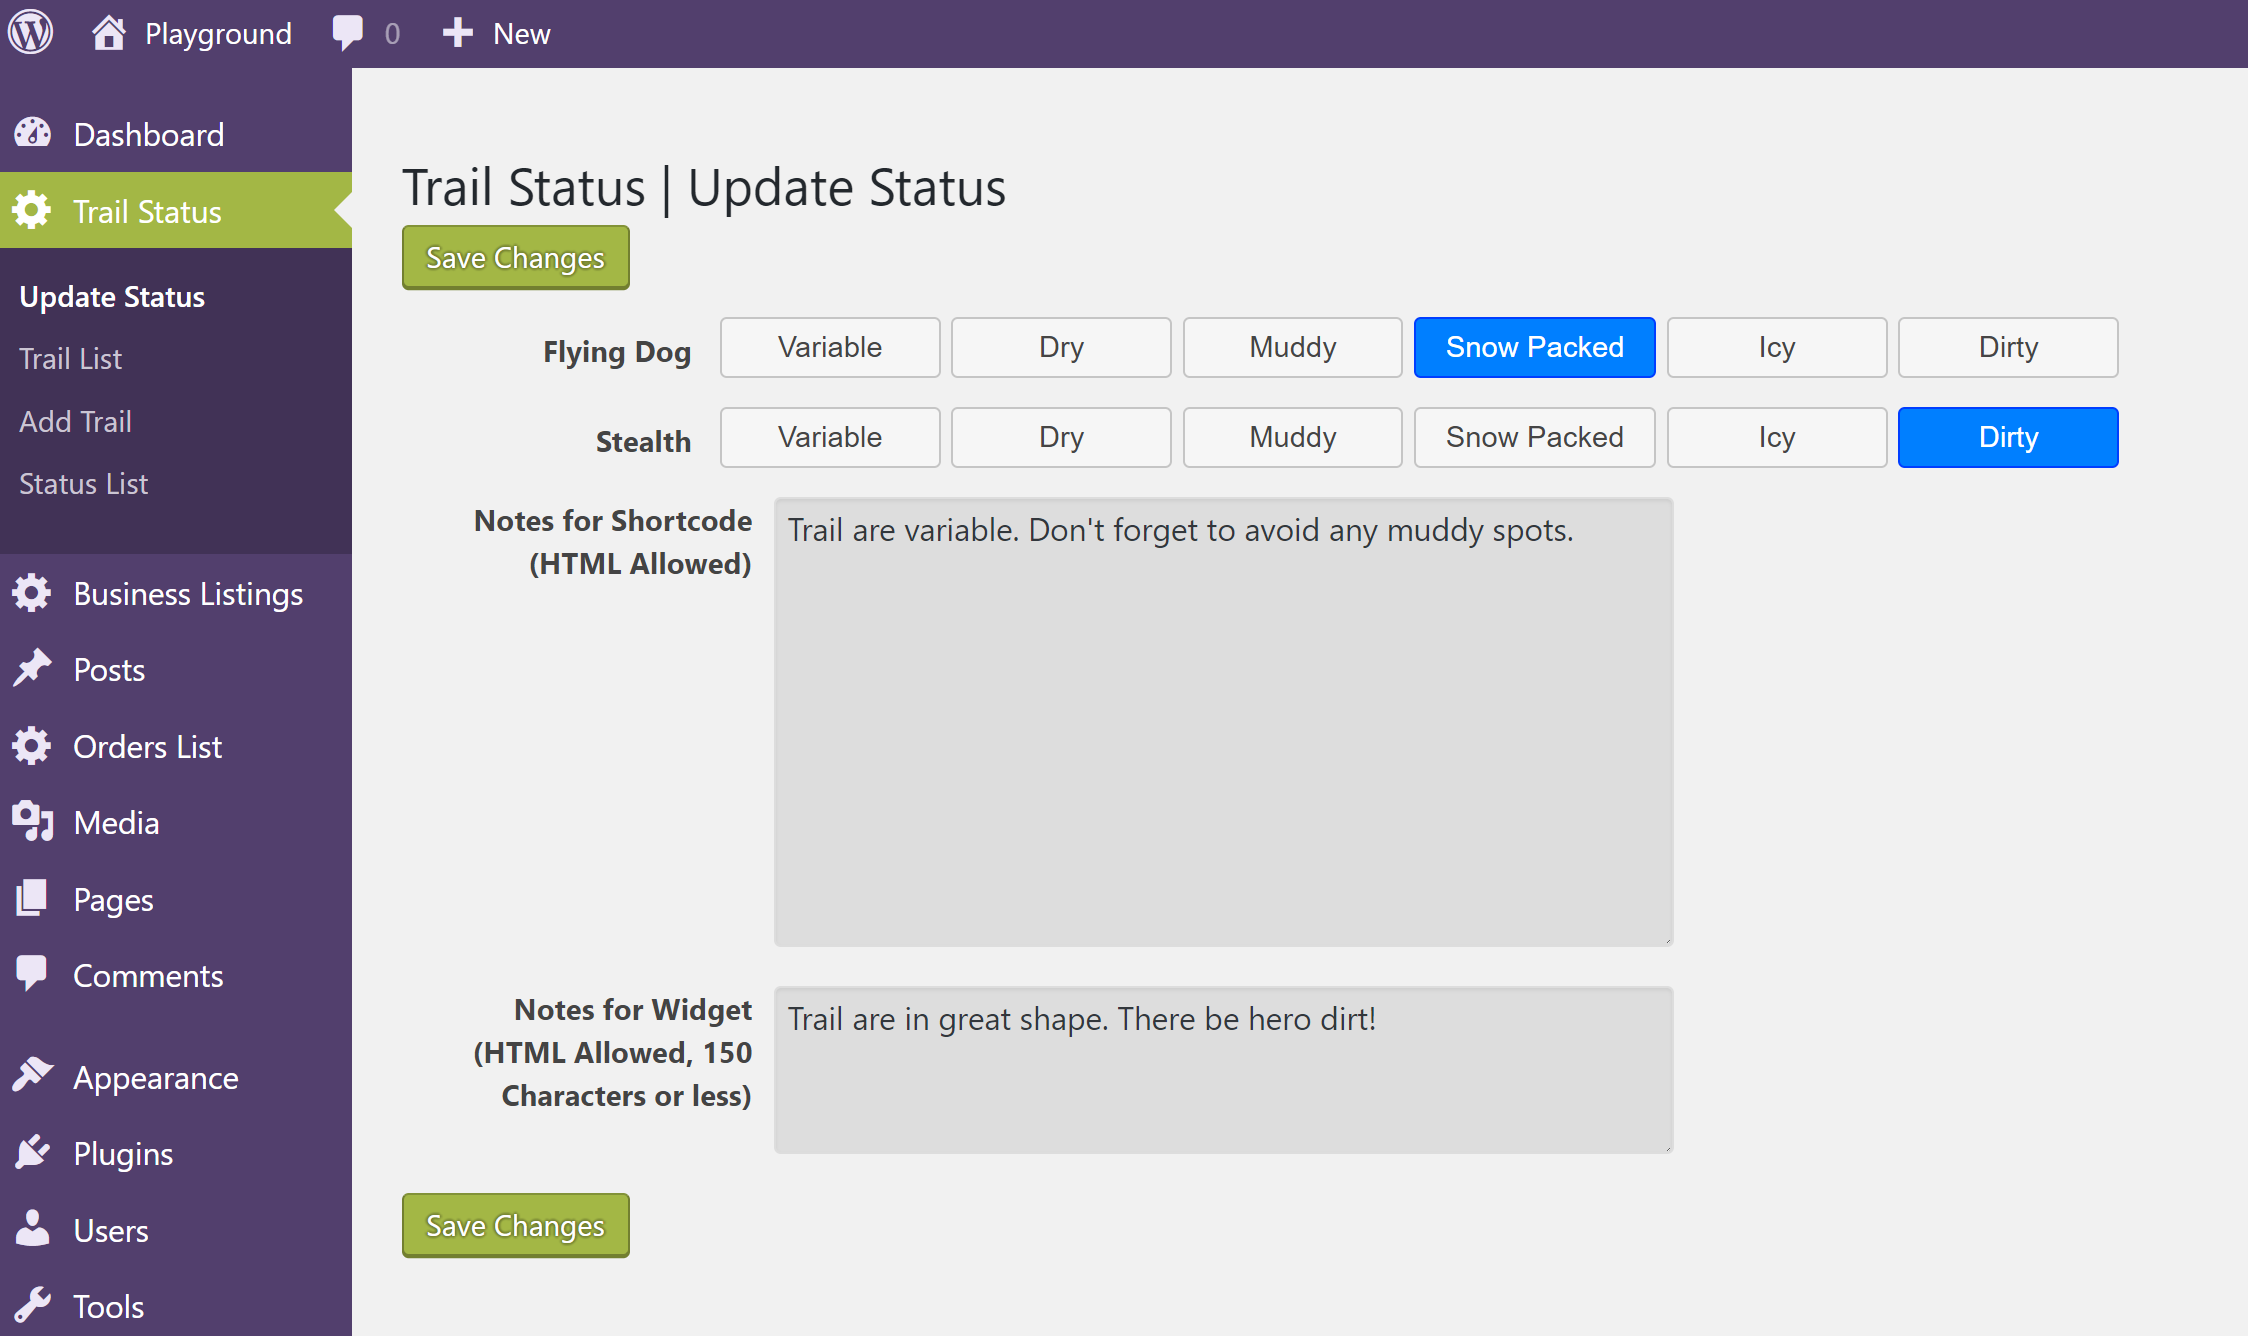 Playground 0 New
Dashboard
Trail Status
Update Status
Trail List
Add Trail
Status List
Business Listings
Posts
Orders List
Media
Pages
Comments
Appearance
Plugins
Users
Tools
Trail Status | Update Status
Save Changes
Flying Dog Variable Dry Muddy Snow Packed Icy Dirty
Stealth Variable Dry Muddy Snow Packed Icy Dirty
Notes for Shortcode
(HTML Allowed)
Trail are variable. Don't forget to avoid any muddy spots.
Notes for Widget
(HTML Allowed, 150
Characters or less)
Trail are in great shape. There be hero dirt!
Save Changes